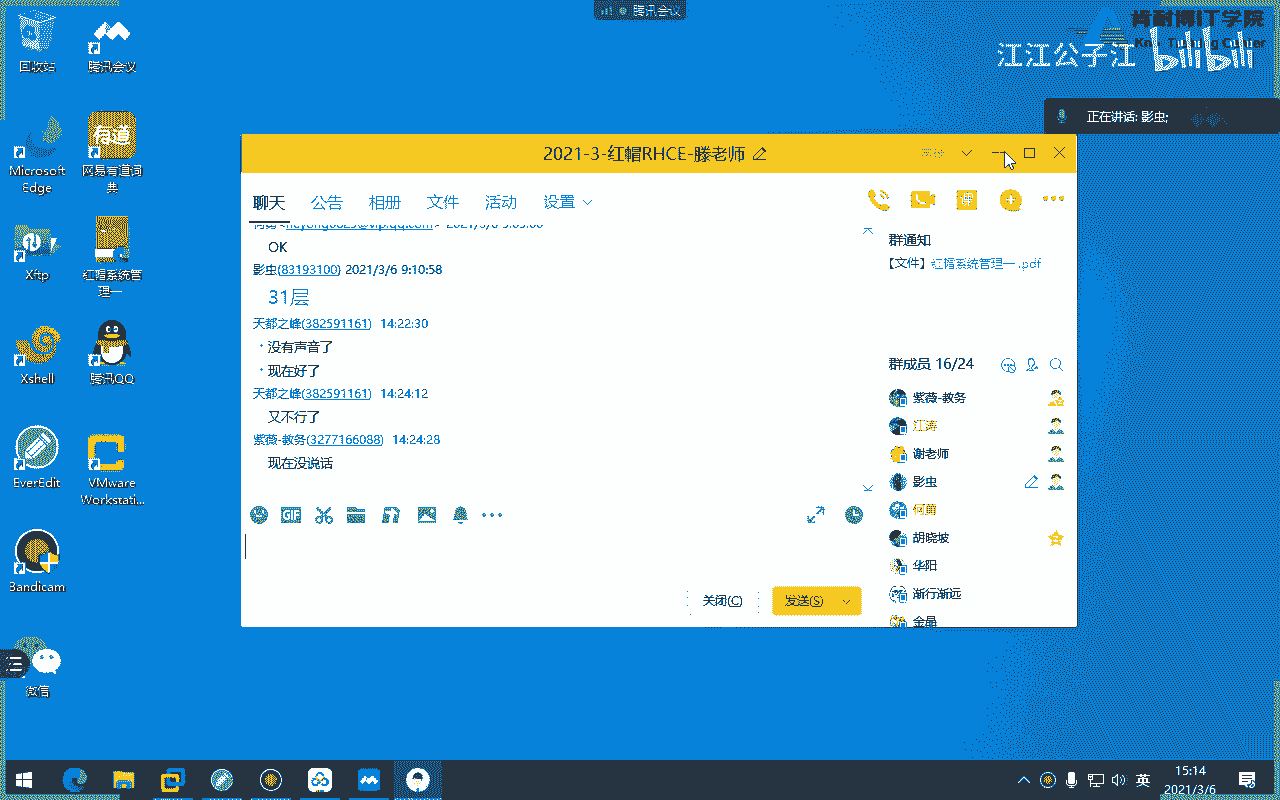 腾讯会议
肯耐博IT学院
江江公子江
bilibili
正在讲话: 影虫;
回收站
腾讯会议
Microsoft
Edge
网易有道词
典
Xftp
红帽系统管
理一
Xshell
腾讯QQ
EverEdit
VMware
Workstati...
Bandicam
微信
2021-3-红帽RHCE-滕老师
聊天
公告
相册
文件
活动
设置
OK
影虫(83193100) 2021/3/6 9:10:58
31层
天都之峰(382591161) 14:22:30
没有声音了
现在好了
天都之峰(382591161) 14:24:12
又不行了
紫薇-教务(3277166088) 14:24:28
现在没说话
GIF
关闭(C)
发送(S)
群通知
【文件】红帽系统管理一.pdf
群成员 16/24
紫薇-教务
江涛
谢老师
影虫
胡晓坡
华阳
渐行渐远
金晶
英
15:14
2021/3/6